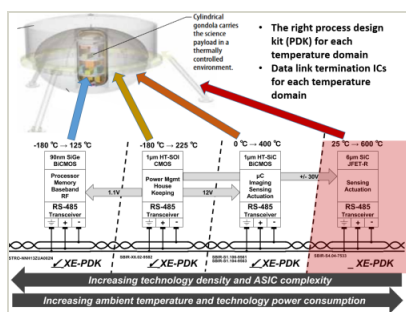 Cylindrical
gondola carries the
science
payload in a
thermally
controlled
environment.
• The right process design
kit (PDK) for each
temperature domain
• Data link termination ICs
for each temperature
domain
-180 °C → 125 °C
-180 °C → 225 °C
0 °C → 400 °C
25 °C → 600 °C
90nm SiGe
BiCMOS
Processor
Memory
Baseband
RF
RS-485
Transceiver
1.1V
1µm HT-SOI
CMOS
Power Mgmt
House
Keeping
RS-485
Transceiver
12V
1µm HT-SiC
BiCMOS
µC
Imaging
Sensing
Actuation
RS-485
Transceiver
+/- 30V
6µm SiC
JFET-R
Sensing
Actuation
RS-485
Transceiver
XE-PDK
XE-PDK
XE-PDK
XE-PDK
Increasing technology density and ASIC complexity
Increasing ambient temperature and technology power consumption